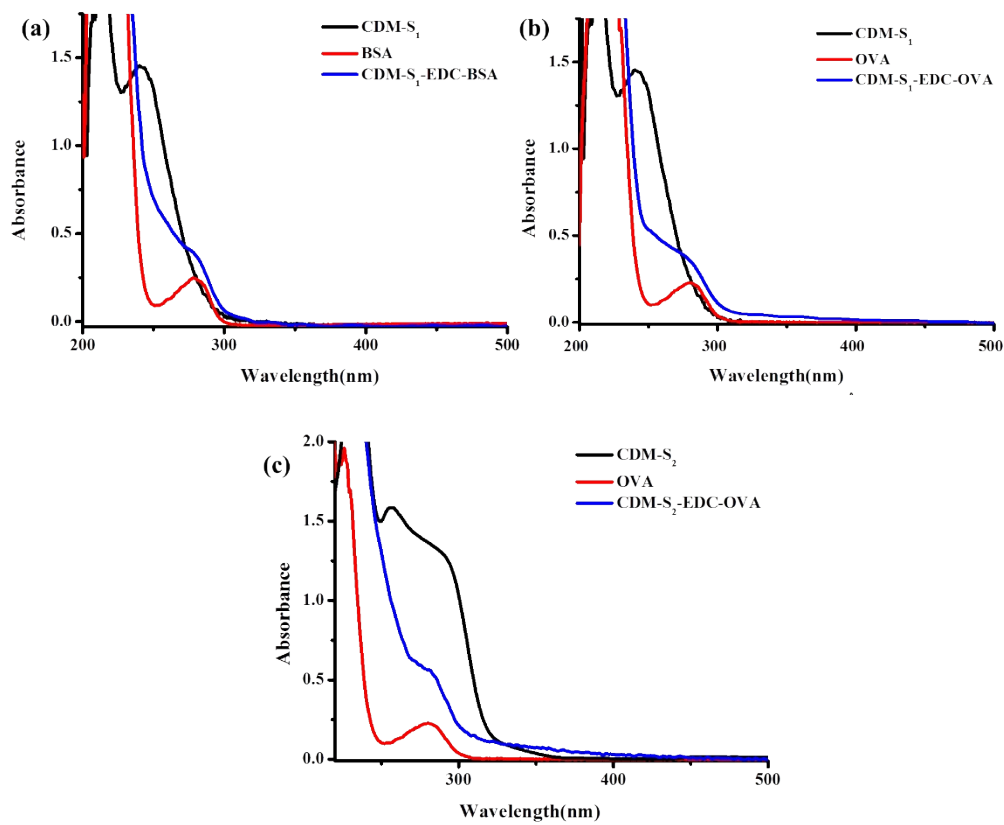 (a)
CDM-S₁
BSA
CDM-S₁-EDC-BSA
1.5
1.0
0.5
0.0
Absorbance
200
300
400
500
Wavelength(nm)
(b)
CDM-S₁
OVA
CDM-S₁-EDC-OVA
1.5
1.0
0.5
0.0
Absorbance
200
300
400
500
Wavelength(nm)
(c)
CDM-S₂
OVA
CDM-S₂-EDC-OVA
2.0
1.5
1.0
0.5
0.0
Absorbance
300
400
500
Wavelength(nm)